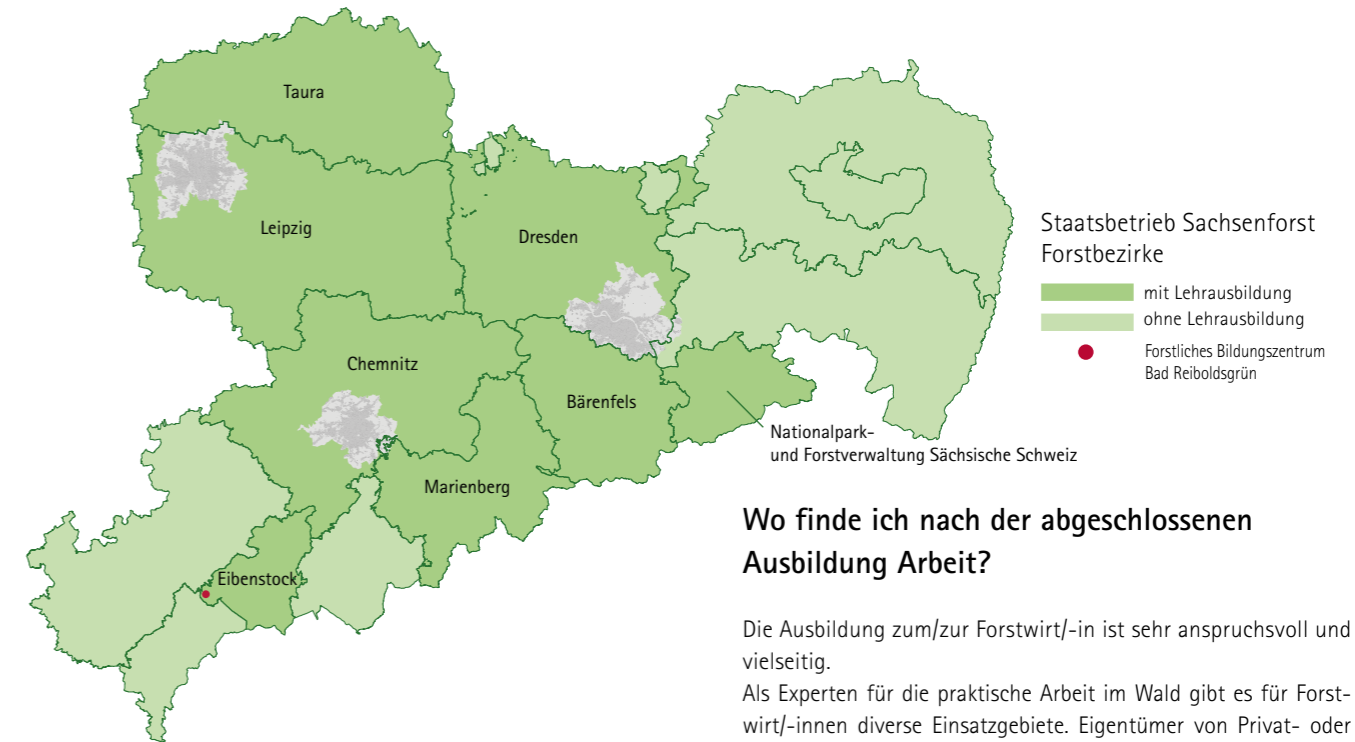 Taura
Leipzig
Dresden
Chemnitz
Bärenfels
Nationalpark-
und Forstverwaltung Sächsische Schweiz
Marienberg
Eibenstock
Staatsbetrieb Sachsenforst
Forstbezirke
mit Lehrausbildung
ohne Lehrausbildung
Forstliches Bildungszentrum
Bad Reiboldsgrün
Wo finde ich nach der abgeschlossenen
Ausbildung Arbeit?
Die Ausbildung zum/zur Forstwirt/-in ist sehr anspruchsvoll und
vielseitig.
Als Experten für die praktische Arbeit im Wald gibt es für Forst-
wirt/-innen diverse Einsatzgebiete. Eigentümer von Privat- oder